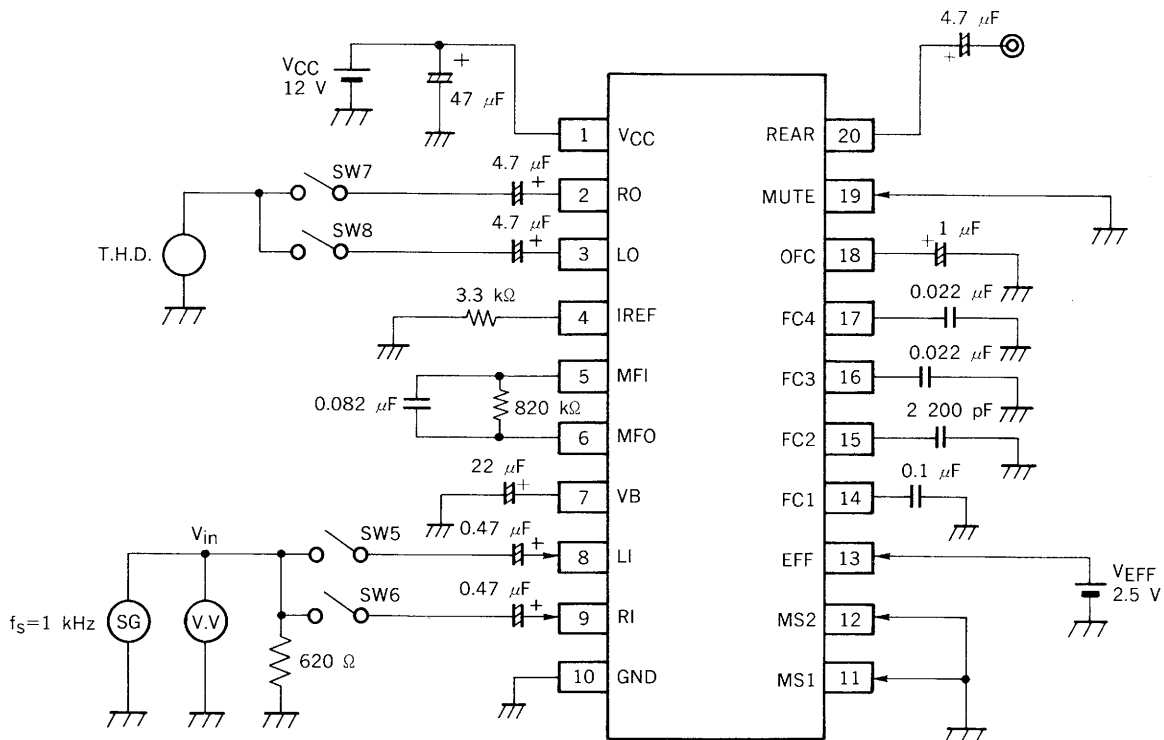 4.7 μF
+
VCC
12 V
+
47 μF
1 VCC
REAR 20
SW7
4.7 μF
+
2 RO
MUTE 19
SW8
4.7 μF
+
3 LO
OFC 18
+ 1 μF
T.H.D.
3.3 kΩ
4 IREF
FC4 17
0.022 μF
5 MFI
FC3 16
0.022 μF
0.082 μF
820 kΩ
6 MFO
FC2 15
2 200 pF
22 μF
+
7 VB
FC1 14
0.1 μF
Vin
SW5
0.47 μF
+
8 LI
EFF 13
VEFF
2.5 V
SW6
0.47 μF
+
9 RI
MS2 12
fS=1 kHz
SG
V.V
620 Ω
10 GND
MS1 11